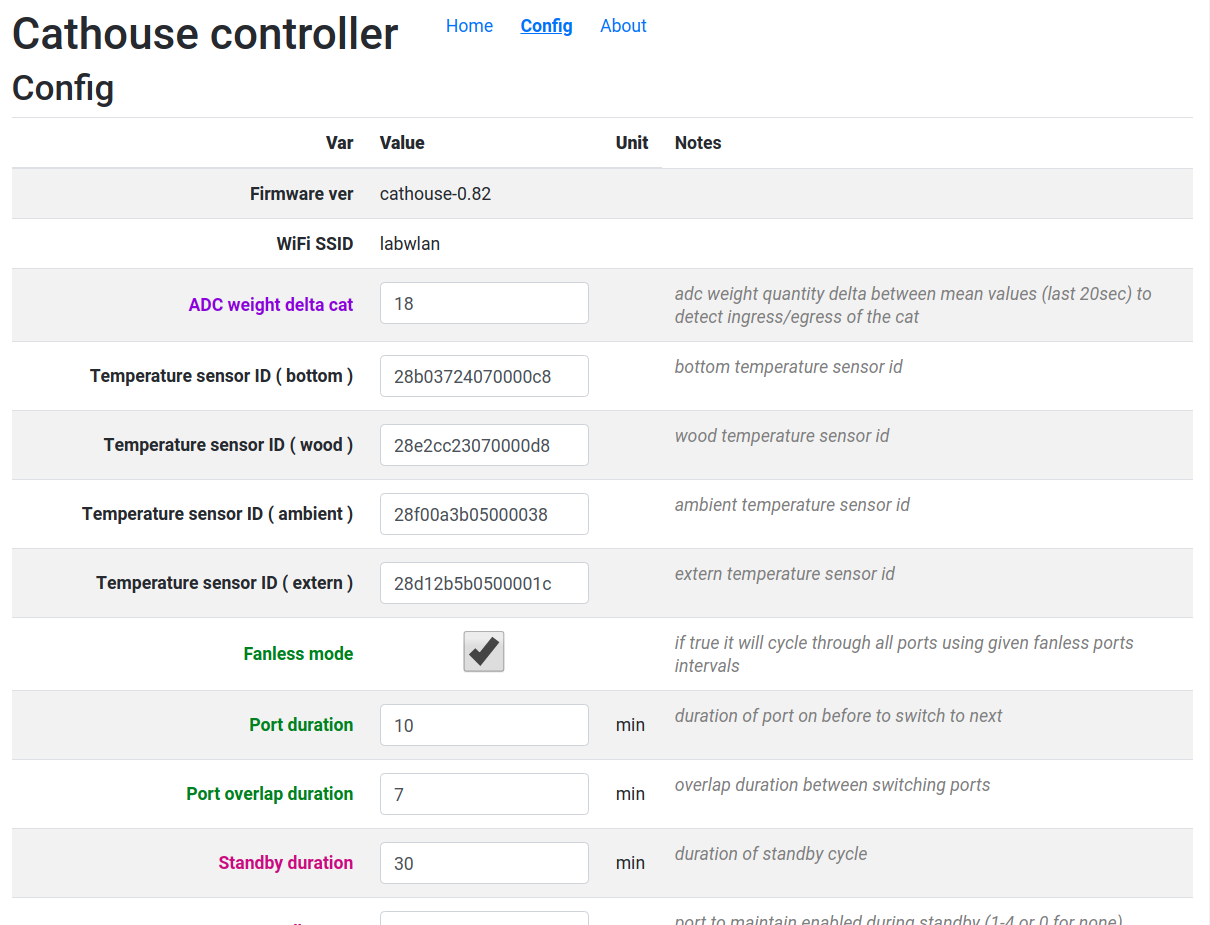 Cathouse controller Home Config About
Config
Var Value Unit Notes
Firmware ver cathouse-0.82
WiFi SSID labwlan
ADC weight delta cat 18 adc weight quantity delta between mean values (last 20sec) to
detect ingress/egress of the cat
Temperature sensor ID ( bottom ) 28b03724070000c8 bottom temperature sensor id
Temperature sensor ID ( wood ) 28e2cc23070000d8 wood temperature sensor id
Temperature sensor ID ( ambient ) 28f00a3b05000038 ambient temperature sensor id
Temperature sensor ID ( extern ) 28d12b5b0500001c extern temperature sensor id
Fanless mode if true it will cycle through all ports using given fanless ports
intervals
Port duration 10 min duration of port on before to switch to next
Port overlap duration 7 min overlap duration between switching ports
Standby duration 30 min duration of standby cycle
port to maintain enabled during standby (1-4 or 0 for none)